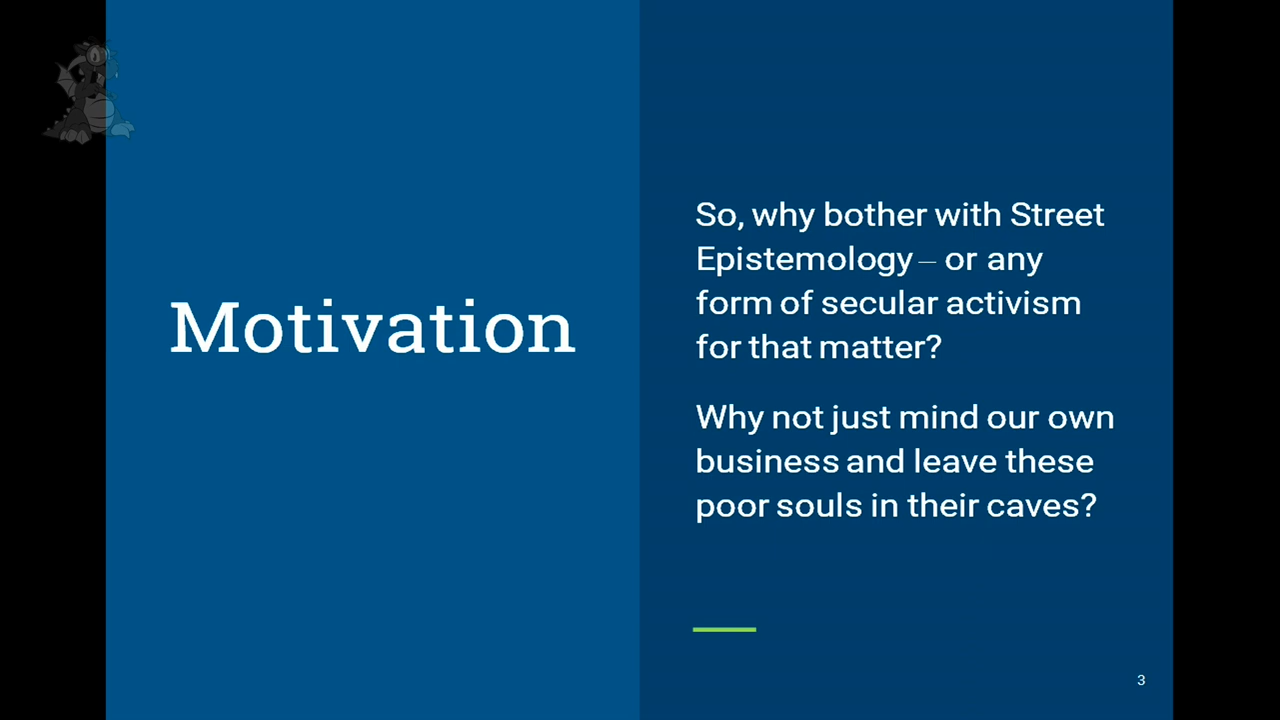 Motivation
So, why bother with Street
Epistemology – or any
form of secular activism
for that matter?
Why not just mind our own
business and leave these
poor souls in their caves?
3